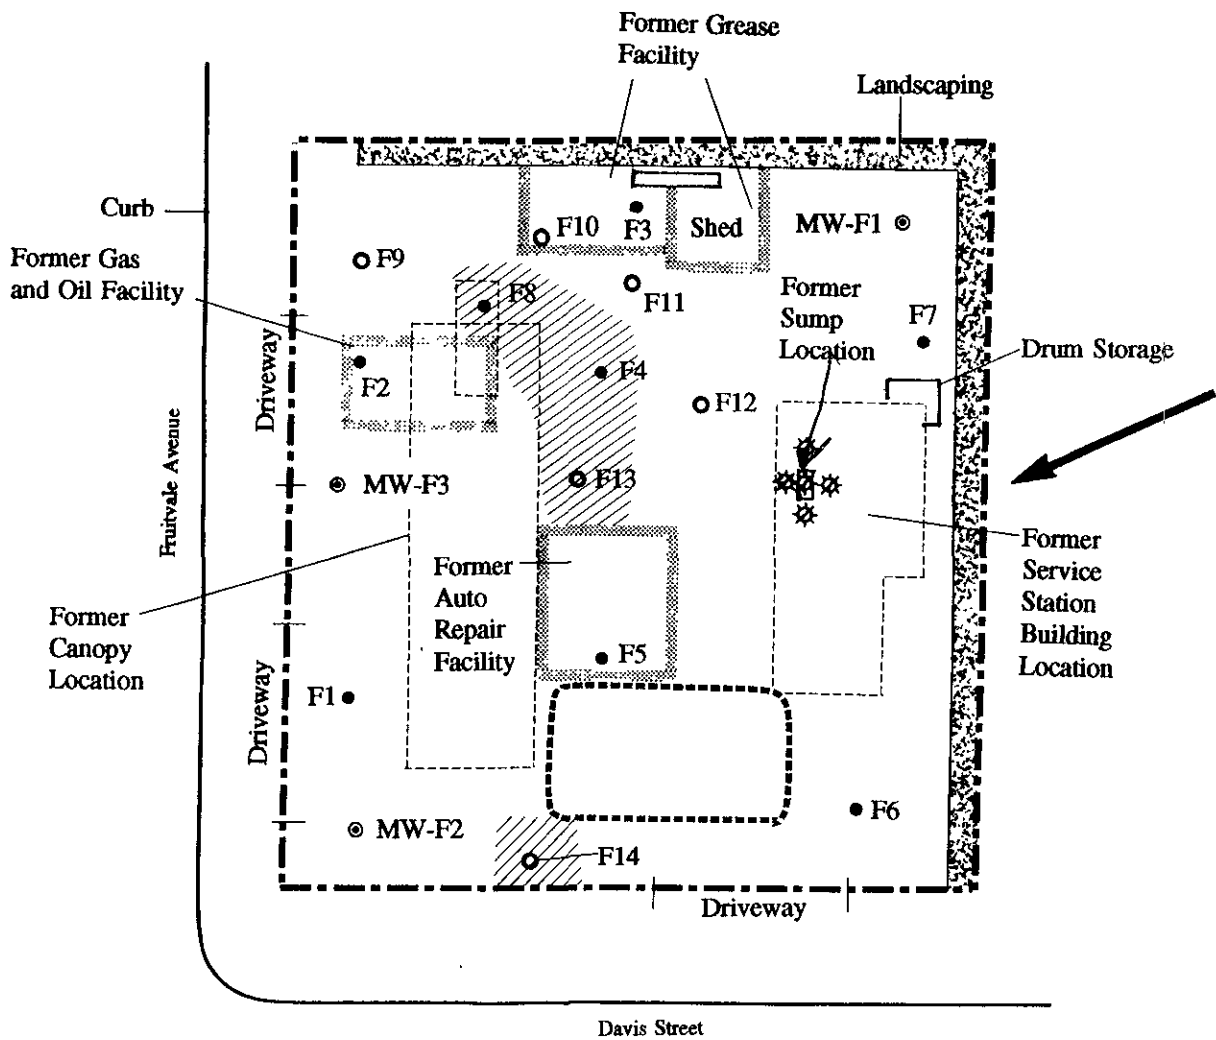 Former Grease
Facility
Landscaping
Curb
F10
F3
Shed
MW-F1
Former Gas
and Oil Facility
F9
F8
F11
Former
Sump
Location
F7
Driveway
F2
F4
Drum Storage
F12
Fruitvale Avenue
MW-F3
F13
Former
Auto
Repair
Facility
Former
Service
Station
Building
Location
Former
Canopy
Location
F5
Driveway
F1
MW-F2
F6
F14
Driveway
Davis Street